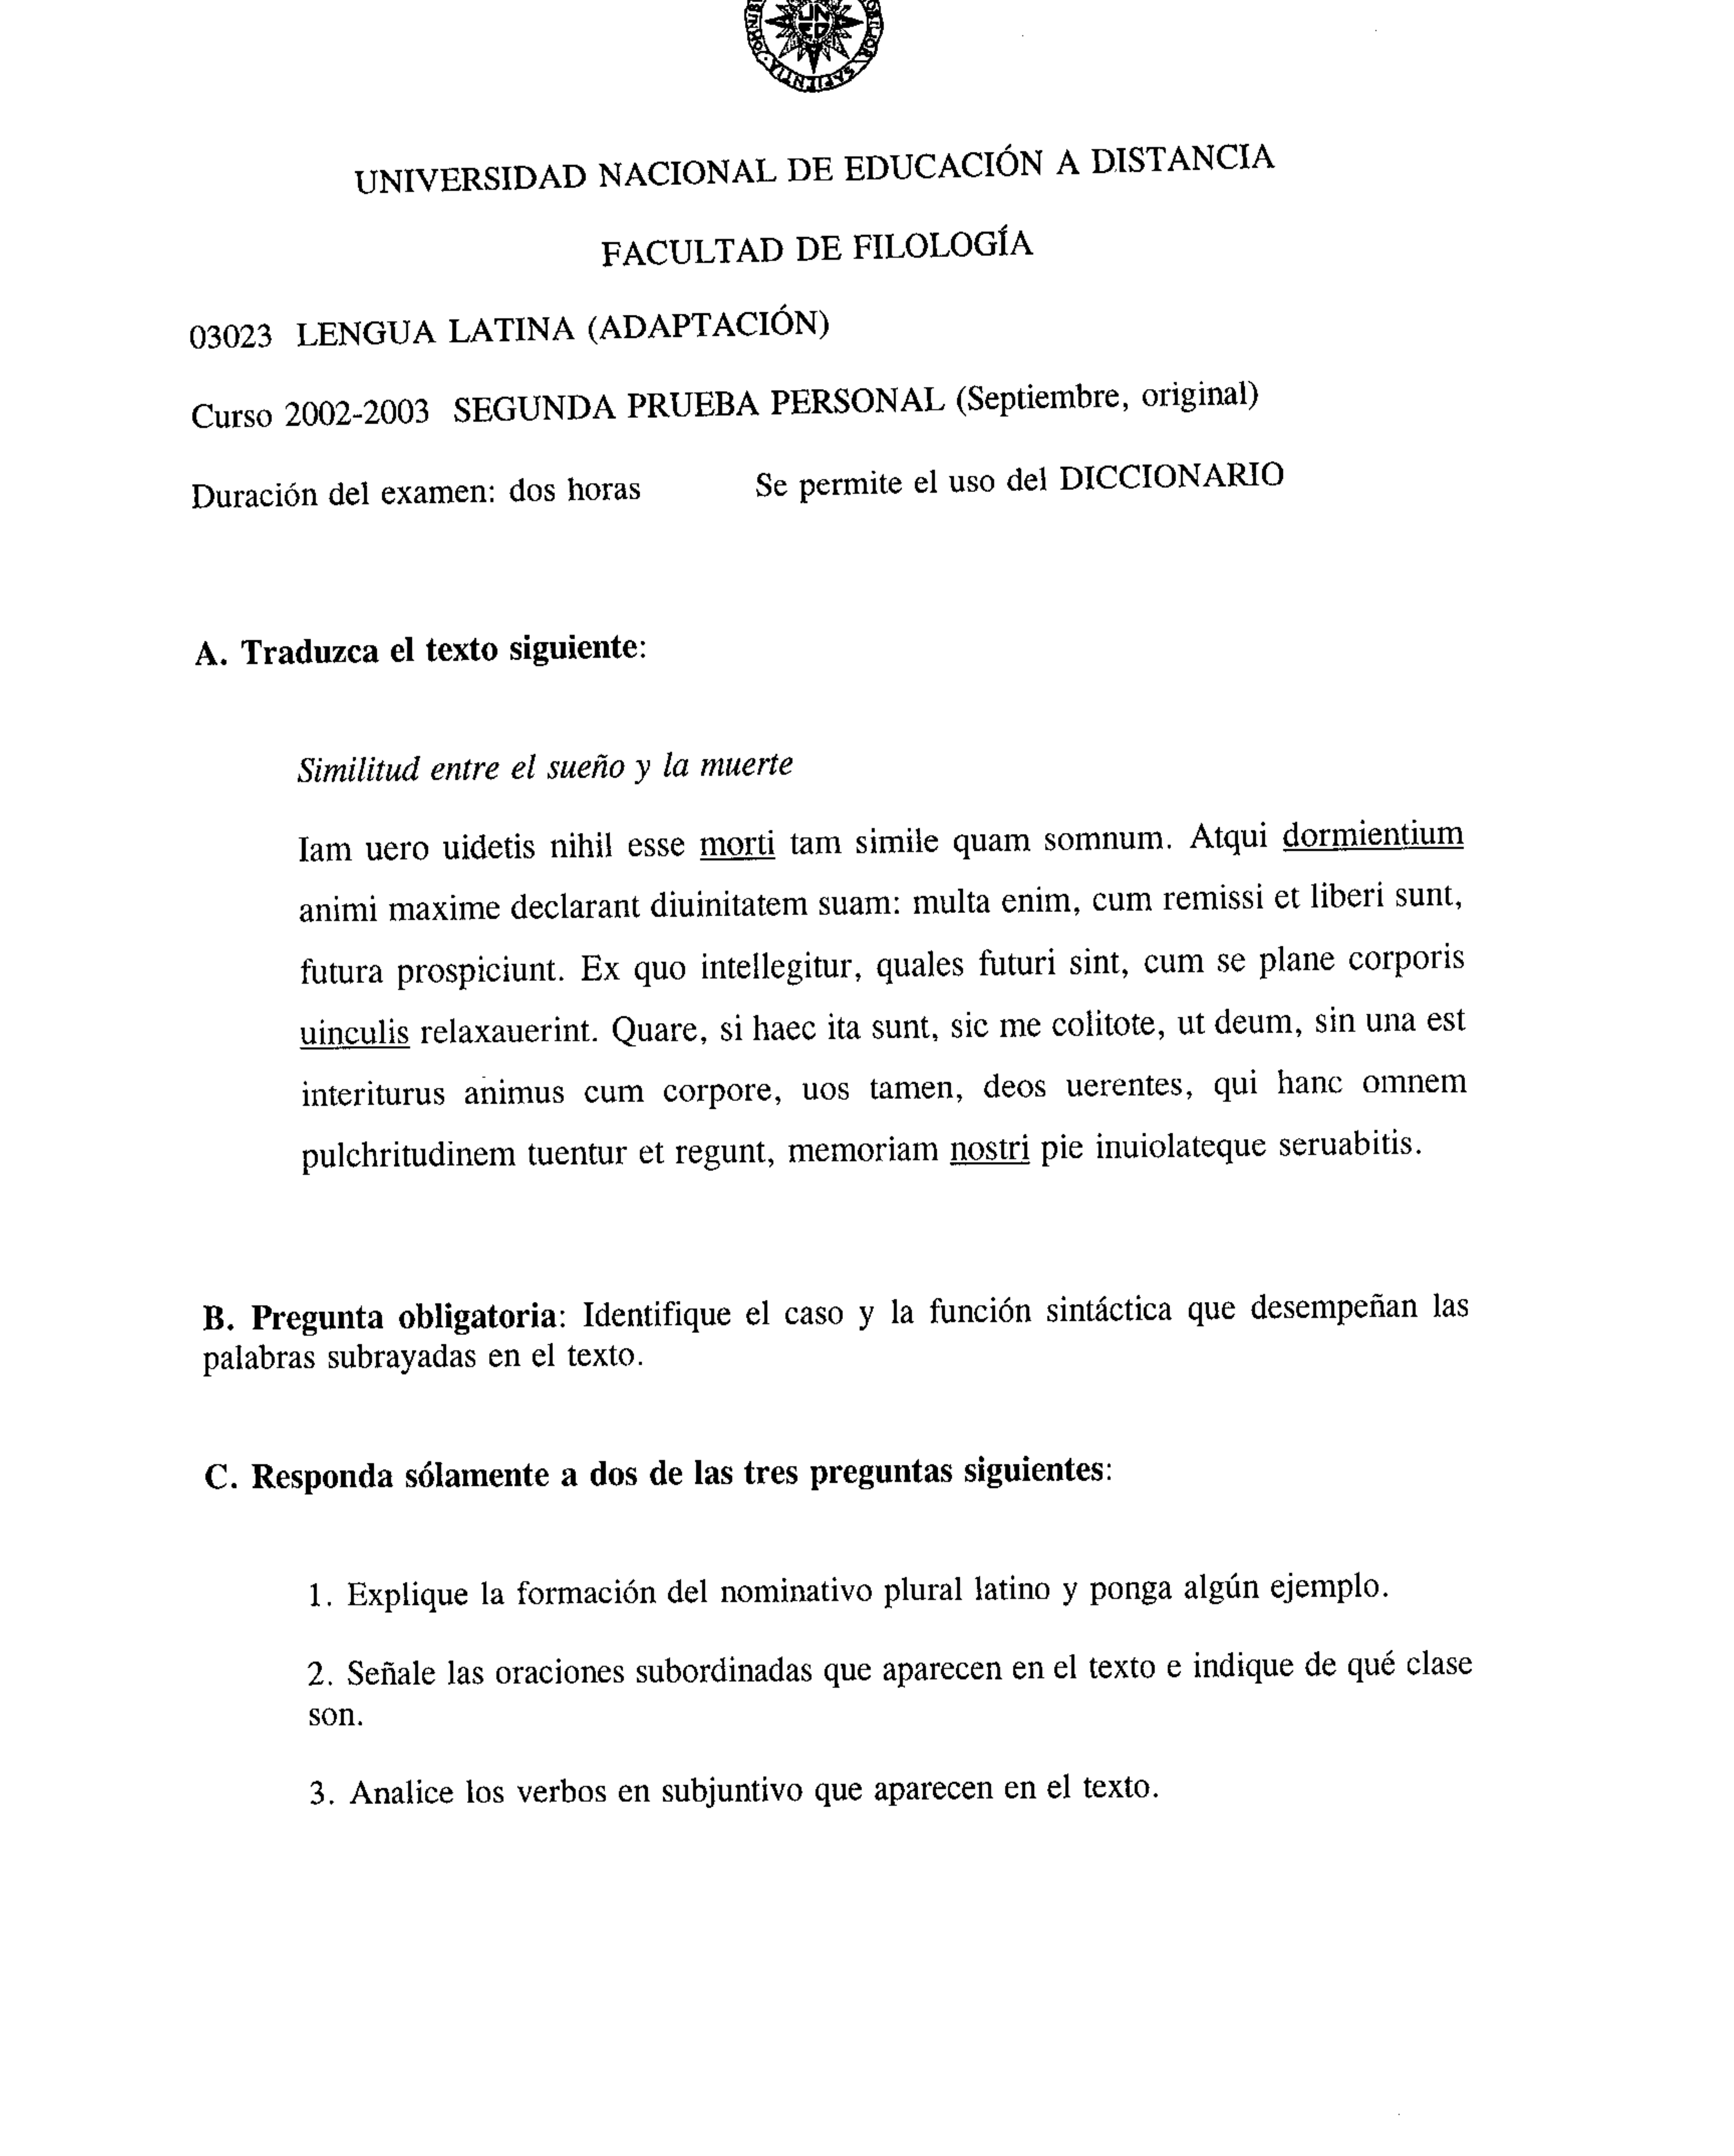 UNED
SAPIENTIA
UNIVERSIDAD NACIONAL DE EDUCACIÓN A DISTANCIA
FACULTAD DE FILOLOGÍA
03023 LENGUA LATINA (ADAPTACIÓN)
Curso 2002-2003 SEGUNDA PRUEBA PERSONAL (Septiembre, original)
Duración del examen: dos horas Se permite el uso del DICCIONARIO
A. Traduzca el texto siguiente:
Similitud entre el sueño y la muerte
Iam uero uidetis nihil esse morti tam simile quam somnum. Atqui dormientium
animi maxime declarant diuinitatem suam: multa enim, cum remissi et liberi sunt,
futura prospiciunt. Ex quo intellegitur, quales futuri sint, cum se plane corporis
uinculis relaxauerint. Quare, si haec ita sunt, sic me colitote, ut deum, sin una est
interiturus animus cum corpore, uos tamen, deos uerentes, qui hanc omnem
pulchritudinem tuentur et regunt, memoriam nostri pie inuiolateque seruabitis.
B. Pregunta obligatoria: Identifique el caso y la función sintáctica que desempeñan las
palabras subrayadas en el texto.
C. Responda sólamente a dos de las tres preguntas siguientes:
1. Explique la formación del nominativo plural latino y ponga algún ejemplo.
2. Señale las oraciones subordinadas que aparecen en el texto e indique de qué clase
son.
3. Analice los verbos en subjuntivo que aparecen en el texto.